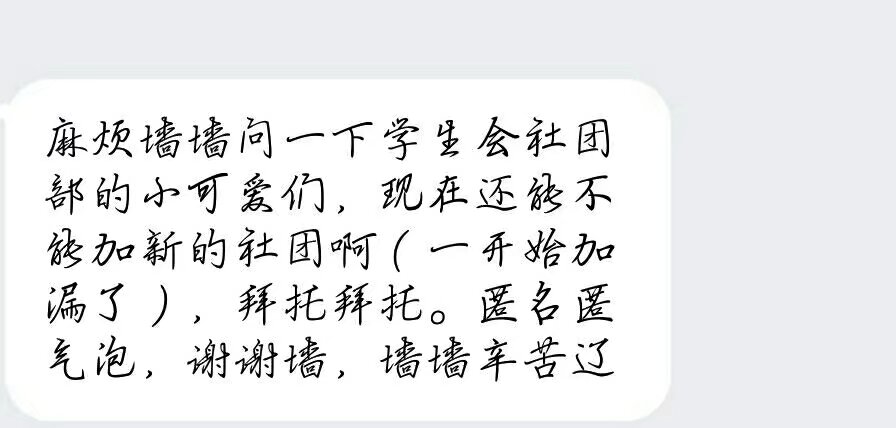 麻烦墙墙问一下学生会社团
部的小可爱们，现在还能不
能加新的社团啊（一开始加
漏了），拜托拜托。匿名匿
气泡，谢谢墙，墙墙辛苦辽